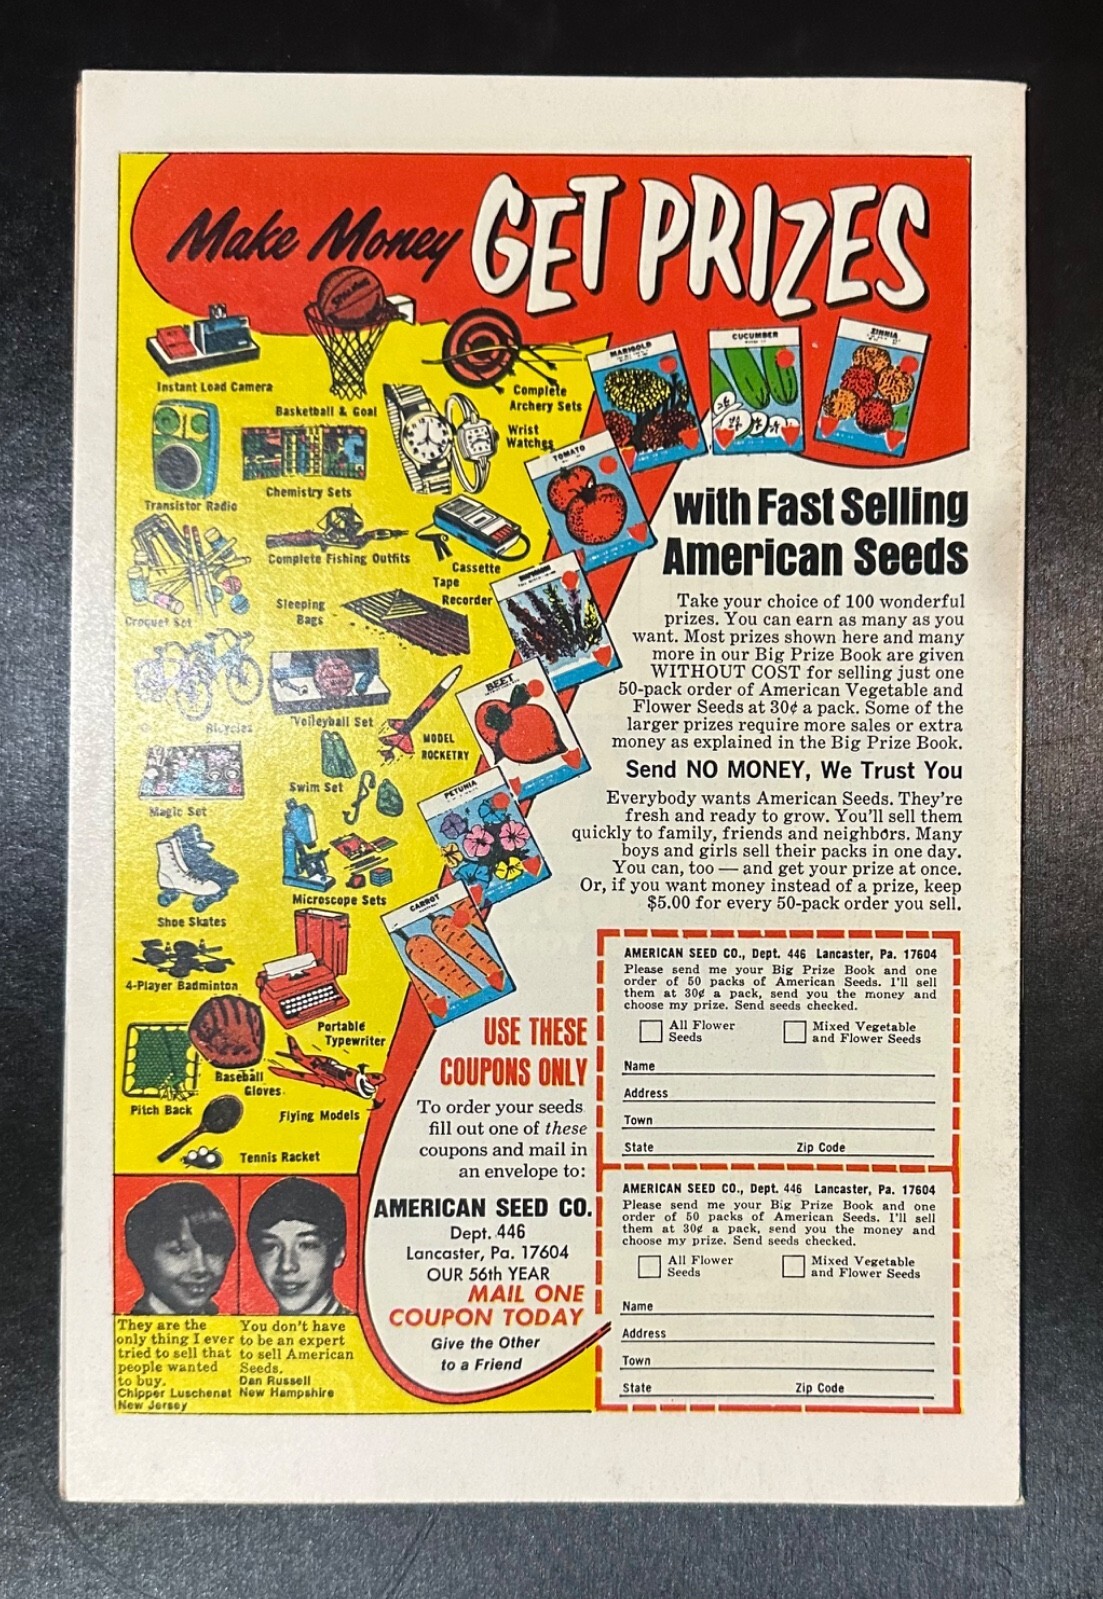 Make Money GET PRIZES
SPALDING
Instant Load Camera
Basketball & Goal
Complete
Archery Sets
Wrist
Watches
Transistor Radio
Chemistry Sets
Complete Fishing Outfits
Cassette
Tape
Recorder
Croquet Set
Sleeping
Bags
Bicycles
Volleyball Set
MODEL
ROCKETRY
Magic Set
Swim Set
Shoe Skates
Microscope Sets
4-Player Badminton
Portable
Typewriter
Baseball
Gloves
Pitch Back
Flying Models
Tennis Racket
MARIGOLD
CUCUMBER
ZINNIA
TOMATO
BEET
PETUNIA
CARROT
with Fast Selling
American Seeds
Take your choice of 100 wonderful
prizes. You can earn as many as you
want. Most prizes shown here and many
more in our Big Prize Book are given
WITHOUT COST for selling just one
50-pack order of American Vegetable and
Flower Seeds at 30¢ a pack. Some of the
larger prizes require more sales or extra
money as explained in the Big Prize Book.
Send NO MONEY, We Trust You
Everybody wants American Seeds. They're
fresh and ready to grow. You'll sell them
quickly to family, friends and neighbors. Many
boys and girls sell their packs in one day.
You can, too — and get your prize at once.
Or, if you want money instead of a prize, keep
$5.00 for every 50-pack order you sell.
USE THESE
COUPONS ONLY
To order your seeds
fill out one of these
coupons and mail in
an envelope to:
AMERICAN SEED CO.
Dept. 446
Lancaster, Pa. 17604
OUR 56th YEAR
MAIL ONE
COUPON TODAY
Give the Other
to a Friend
AMERICAN SEED CO., Dept. 446 Lancaster, Pa. 17604
Please send me your Big Prize Book and one
order of 50 packs of American Seeds. I'll sell
them at 30¢ a pack, send you the money and
choose my prize. Send seeds checked.
All Flower
Seeds
Mixed Vegetable
and Flower Seeds
Name
Address
Town
State Zip Code
AMERICAN SEED CO., Dept. 446 Lancaster, Pa. 17604
Please send me your Big Prize Book and one
order of 50 packs of American Seeds. I'll sell
them at 30¢ a pack, send you the money and
choose my prize. Send seeds checked.
All Flower
Seeds
Mixed Vegetable
and Flower Seeds
Name
Address
Town
State Zip Code
They are the
only thing I ever
tried to sell that
people wanted
to buy.
Chipper Luschenat
New Jersey
You don't have
to be an expert
to sell American
Seeds.
Dan Russell
New Hampshire